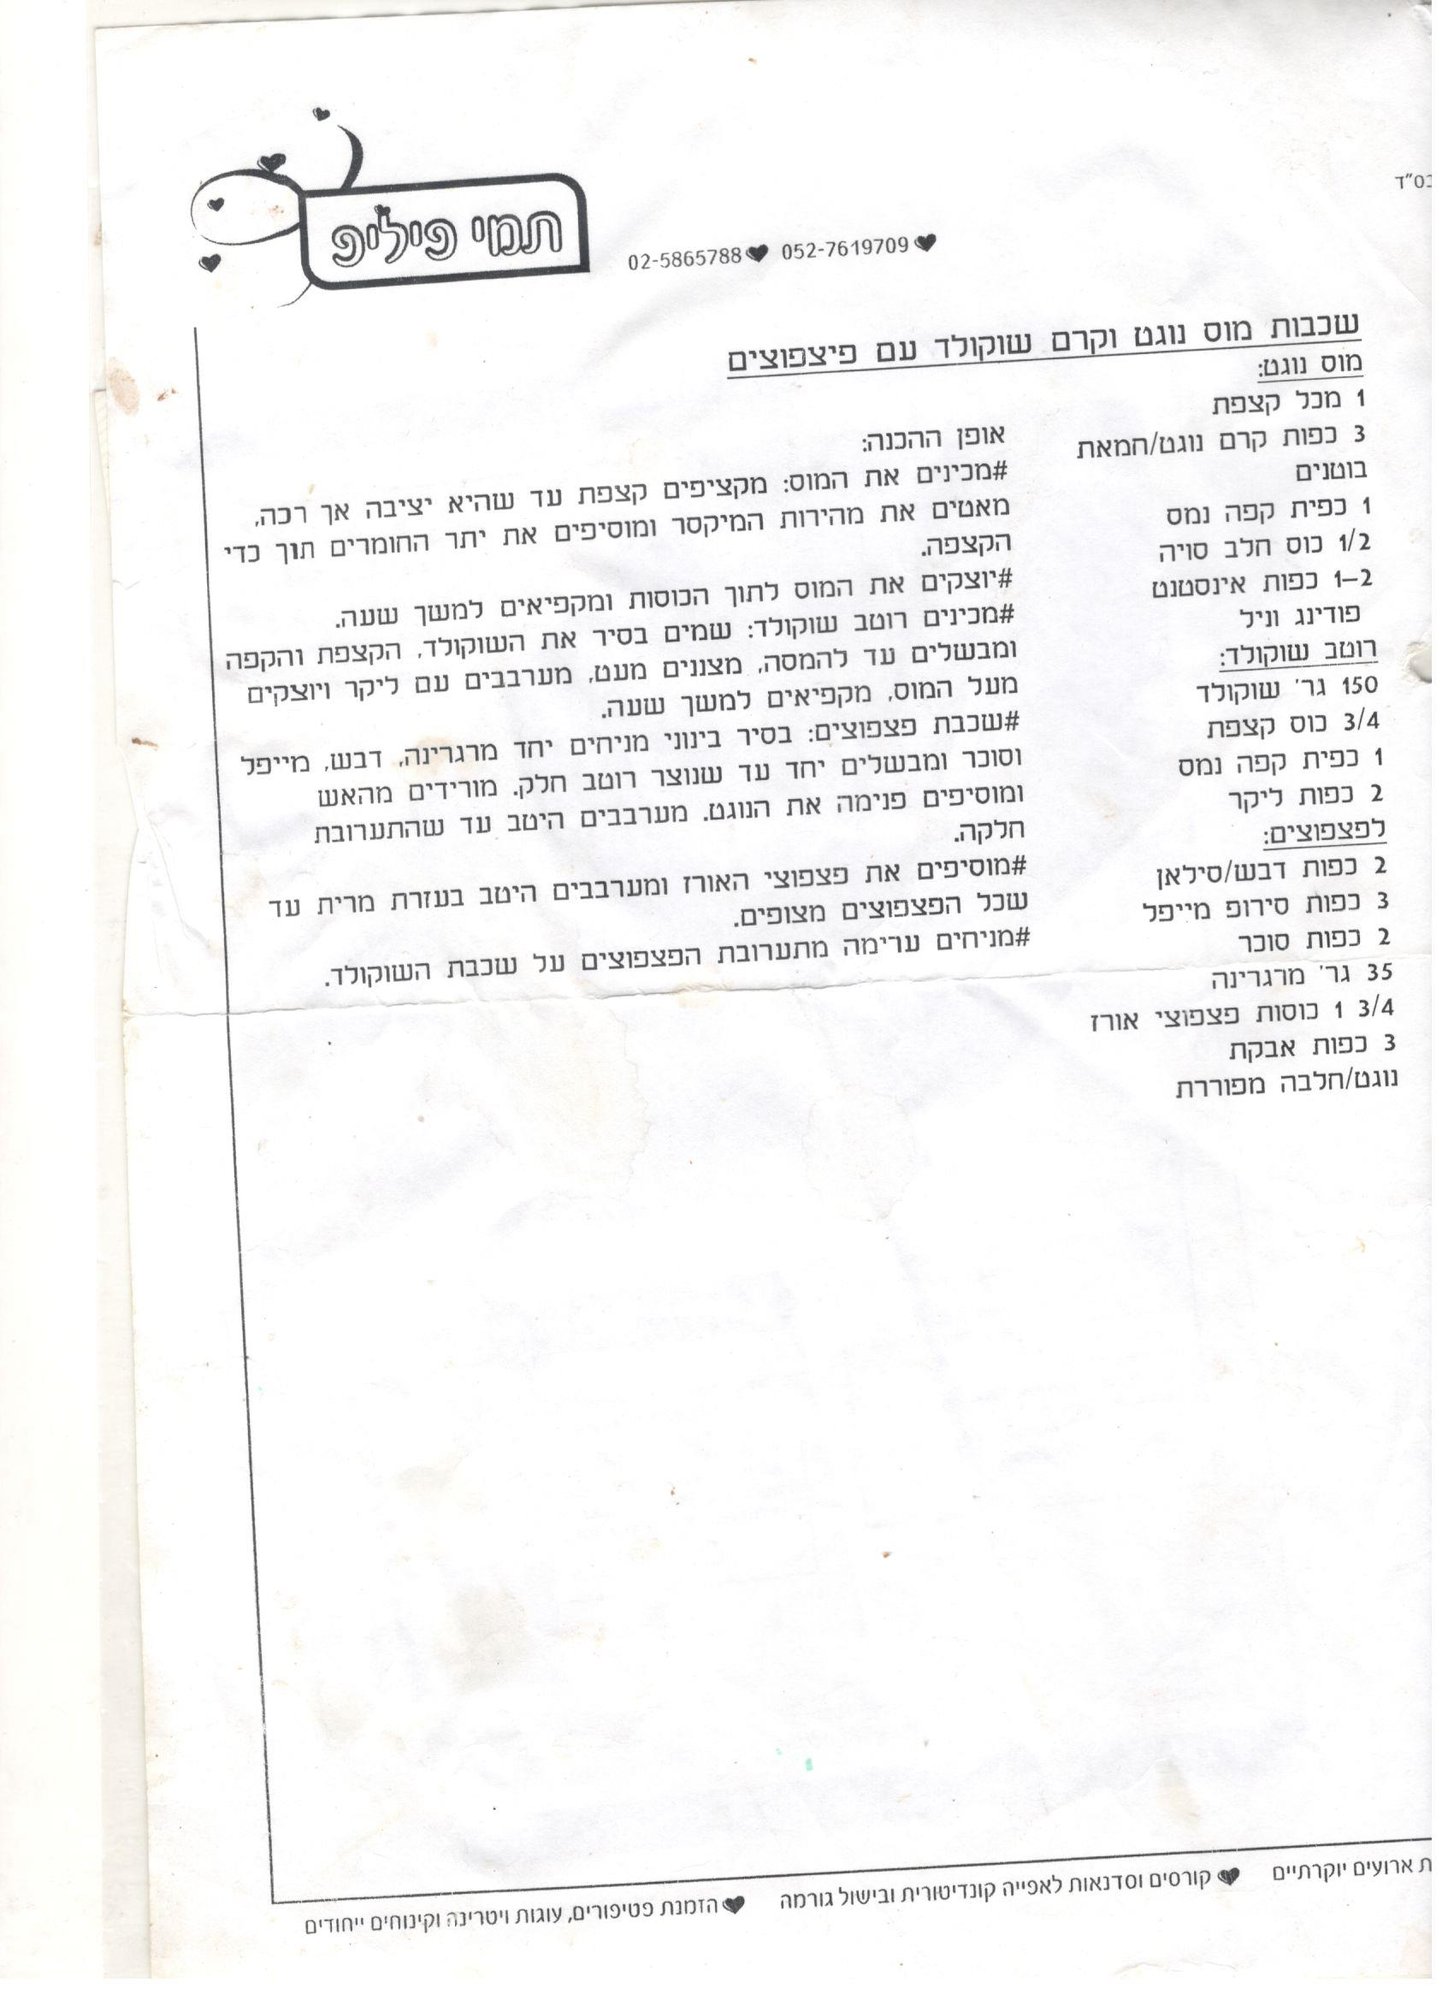 בס"ד
תמי פיליפ
052-7619709 02-5865788
שכבות מוס נוגט וקרם שוקולד עם פיצפוצים
מוס נוגט:
1 מכל קצפת
3 כפות קרם נוגט/חמאת
בוטנים
1 כפית קפה נמס
1/2 כוס חלב סויה
1-2 כפות אינסטנט
פודינג וניל
רוטב שוקולד:
150 גר' שוקולד
3/4 כוס קצפת
1 כפית קפה נמס
2 כפות ליקר
לפצפוצים:
2 כפות דבש/סילאן
3 כפות סירופ מייפל
2 כפות סוכר
35 גר' מרגרינה
1 3/4 כוסות פצפוצי אורז
3 כפות אבקת
נוגט/חלבה מפוררת
אופן ההכנה:
#מכינים את המוס: מקציפים קצפת עד שהיא יציבה אך רכה,
מאטים את מהירות המיקסר ומוסיפים את יתר החומרים תוך כדי
הקצפה.
#יוצקים את המוס לתוך הכוסות ומקפיאים למשך שעה.
#מכינים רוטב שוקולד: שמים בסיר את השוקולד, הקצפת והקפה
ומבשלים עד להמסה, מצננים מעט, מערבבים עם ליקר ויוצקים
מעל המוס, מקפיאים למשך שעה.
#שכבת פצפוצים: בסיר בינוני מניחים יחד מרגרינה, דבש, מייפל
וסוכר ומבשלים יחד עד שנוצר רוטב חלק. מורידים מהאש
ומוסיפים פנימה את הנוגט. מערבבים היטב עד שהתערובת
חלקה.
#מוסיפים את פצפוצי האורז ומערבבים היטב בעזרת מרית עד
שכל הפצפוצים מצופים.
#מניחים ערימה מתערובת הפצפוצים על שכבת השוקולד.
ארועים יוקרתיים קורסים וסדנאות לאפייה קונדיטורית ובישול גורמה הזמנת פטיפורים, עוגות ויטרינה וקינוחים ייחודים